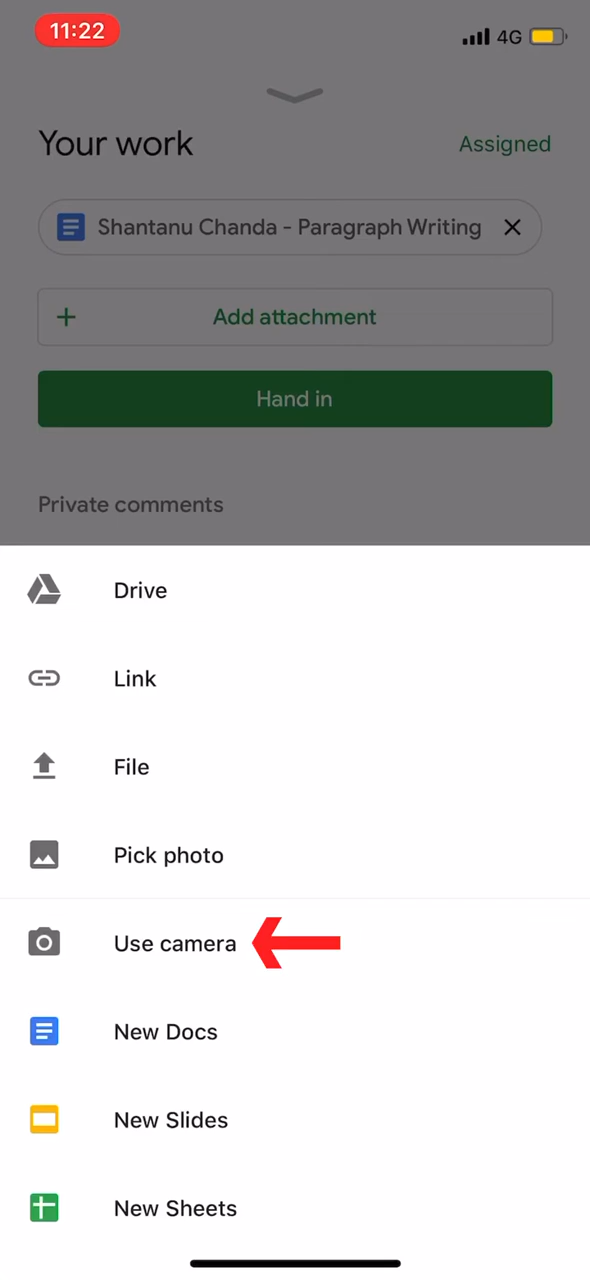 11:22
4G
Your work
Assigned
Shantanu Chanda - Paragraph Writing
Add attachment
Hand in
Private comments
Drive
Link
File
Pick photo
Use camera
New Docs
New Slides
New Sheets